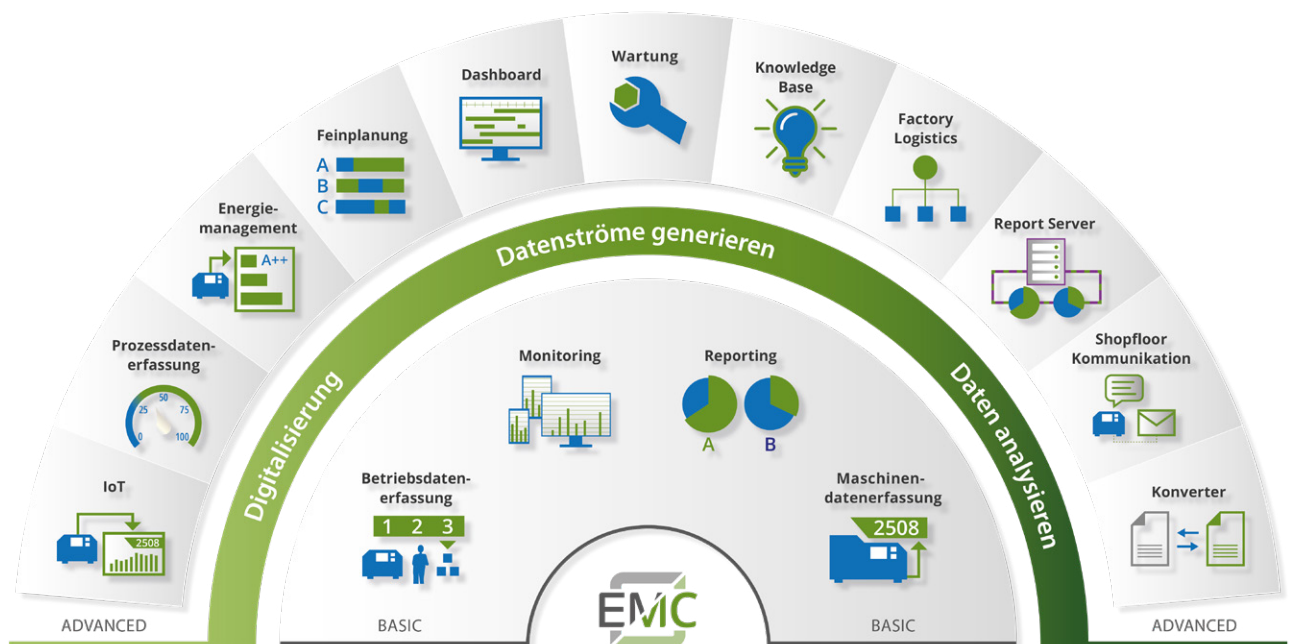 Wartung
Dashboard
Knowledge
Base
Feinplanung
A
B
C
Factory
Logistics
Energie-
management
A++
Report Server
Datenströme generieren
Prozessdaten-
erfassung
0
25
50
75
100
Shopfloor
Kommunikation
Digitalisierung
Daten analysieren
Monitoring
Reporting
A
B
IoT
2508
Betriebsdaten-
erfassung
1 2 3
Maschinen-
datenerfassung
2508
Konverter
EMC
ADVANCED
BASIC
BASIC
ADVANCED